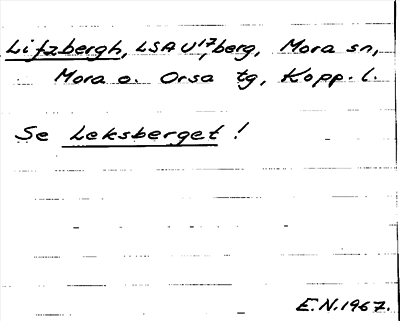 Lifzbergh, LSA U17, berg, Mora sn,
Mora o. Orsa tg, Kopp. l.
Se Leksberget!
E.N. 1967.